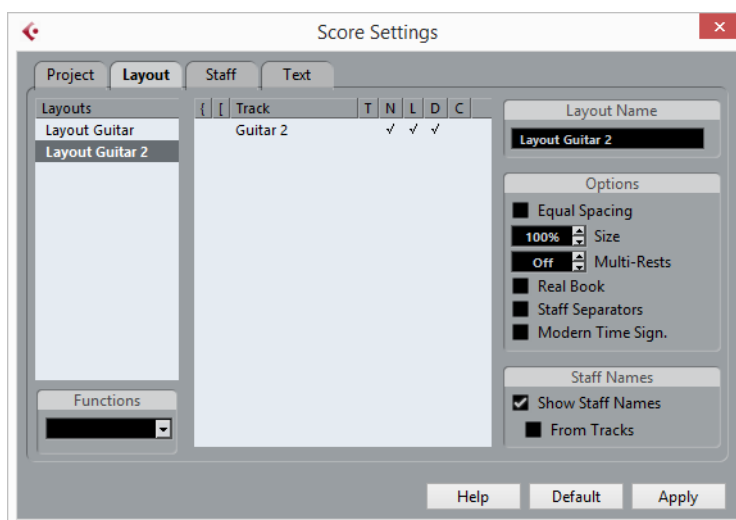 Score Settings
Project Layout Staff Text
Layouts
Layout Guitar
Layout Guitar 2
Functions
{ [ Track T N L D C
Guitar 2 √ √ √
Layout Name
Layout Guitar 2
Options
Equal Spacing
100% Size
Off Multi-Rests
Real Book
Staff Separators
Modern Time Sign.
Staff Names
Show Staff Names
From Tracks
Help Default Apply